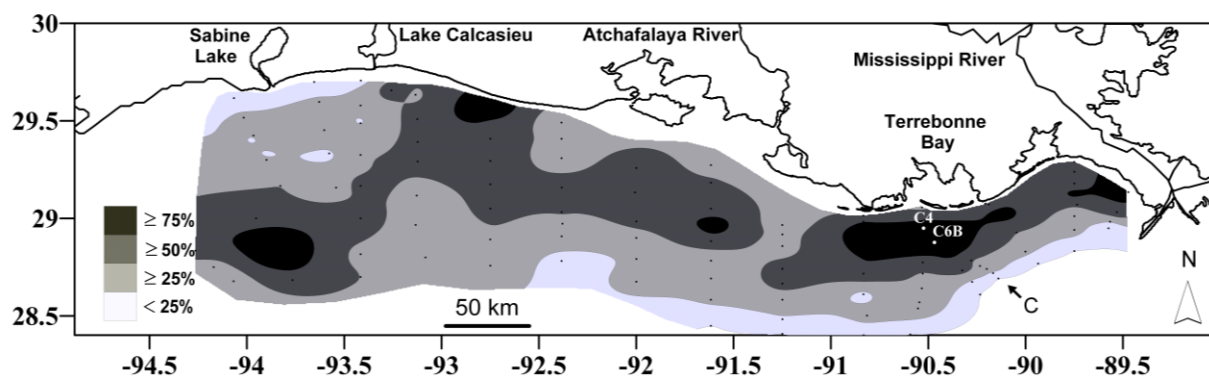 30
29.5
29
28.5
Sabine
Lake
Lake Calcasieu
Atchafalaya River
Mississippi River
Terrebonne
Bay
C4
C6B
≥ 75%
≥ 50%
≥ 25%
< 25%
50 km
C
N
-94.5 -94 -93.5 -93 -92.5 -92 -91.5 -91 -90.5 -90 -89.5